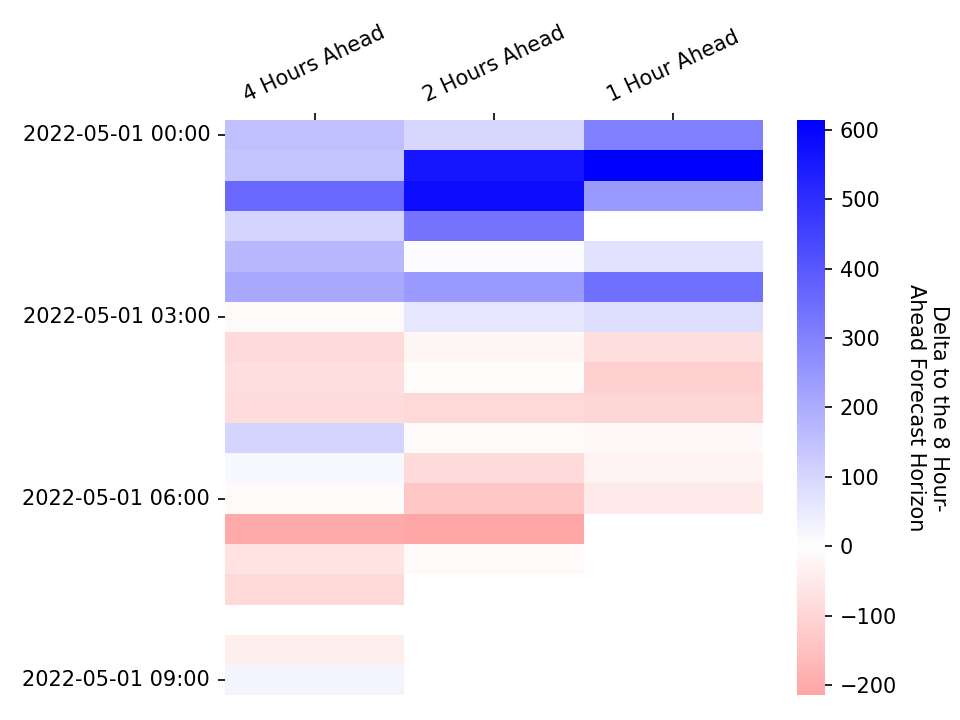 4 Hours Ahead
2 Hours Ahead
1 Hour Ahead
2022-05-01 00:00
2022-05-01 03:00
2022-05-01 06:00
2022-05-01 09:00
600
500
400
300
200
100
0
−100
−200
Delta to the 8 Hour-
Ahead Forecast Horizon